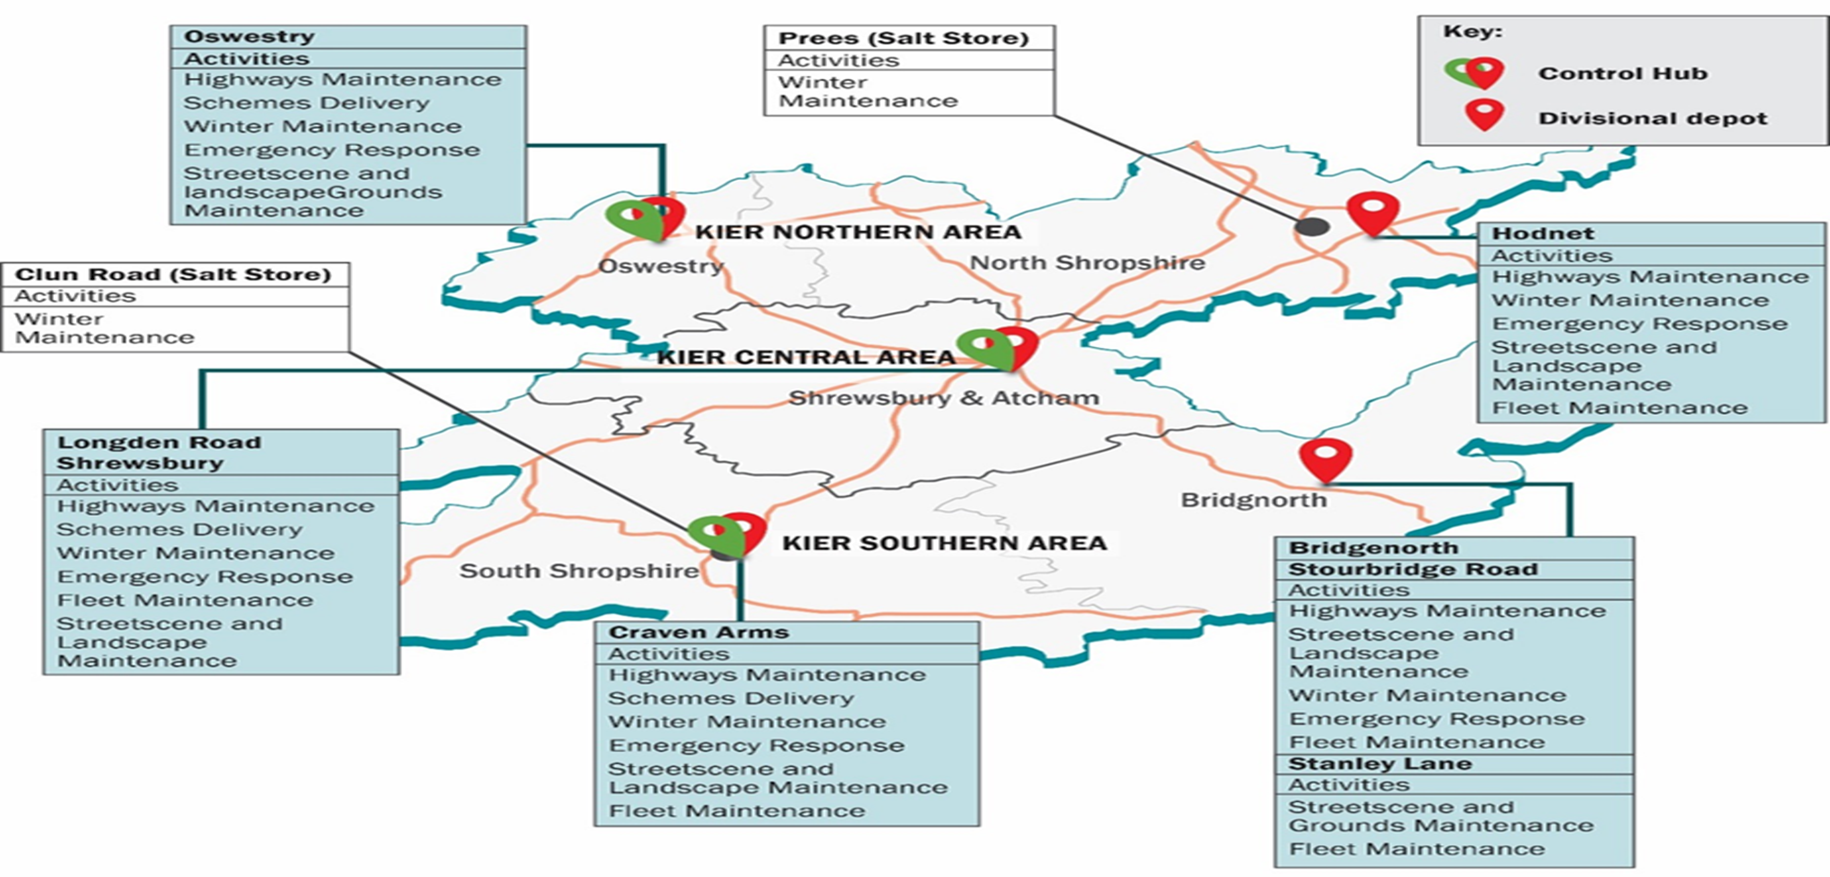 Oswestry
Activities
Highways Maintenance
Schemes Delivery
Winter Maintenance
Emergency Response
Streetscene and
landscapeGrounds
Maintenance
Prees (Salt Store)
Activities
Winter
Maintenance
Key:
Control Hub
Divisional depot
KIER NORTHERN AREA
Oswestry
North Shropshire
Hodnet
Activities
Highways Maintenance
Winter Maintenance
Emergency Response
Streetscene and
Landscape
Maintenance
Fleet Maintenance
Clun Road (Salt Store)
Activities
Winter
Maintenance
KIER CENTRAL AREA
Shrewsbury & Atcham
Longden Road
Shrewsbury
Activities
Highways Maintenance
Schemes Delivery
Winter Maintenance
Emergency Response
Fleet Maintenance
Streetscene and
Landscape
Maintenance
Bridgnorth
KIER SOUTHERN AREA
South Shropshire
Craven Arms
Activities
Highways Maintenance
Schemes Delivery
Winter Maintenance
Emergency Response
Streetscene and
Landscape Maintenance
Fleet Maintenance
Bridgenorth
Stourbridge Road
Activities
Highways Maintenance
Streetscene and
Landscape
Maintenance
Winter Maintenance
Emergency Response
Fleet Maintenance
Stanley Lane
Activities
Streetscene and
Grounds Maintenance
Fleet Maintenance